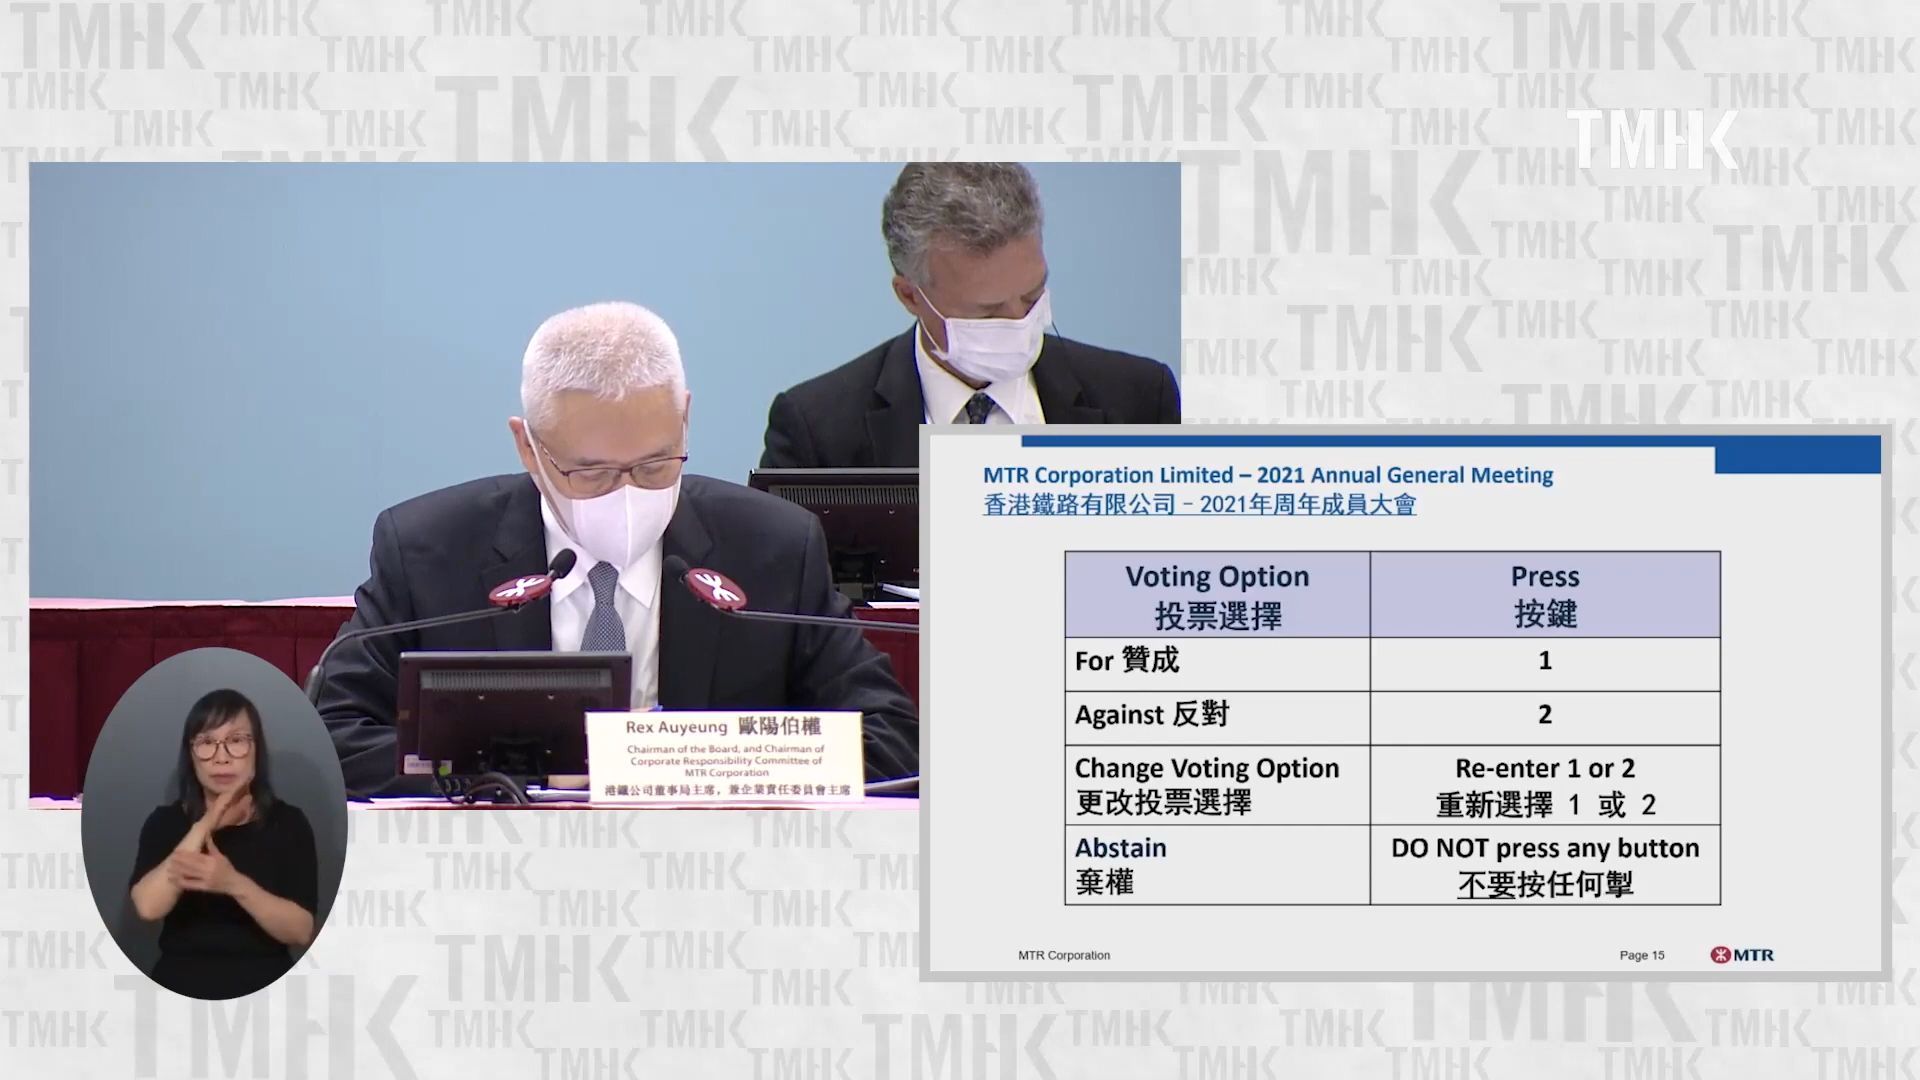 TMHK
MTR Corporation Limited – 2021 Annual General Meeting
香港鐵路有限公司 – 2021年周年成員大會
Voting Option
投票選擇
Press
按鍵
For 贊成
1
Against 反對
2
Change Voting Option
更改投票選擇
Re-enter 1 or 2
重新選擇 1 或 2
Abstain
棄權
DO NOT press any button
不要按任何掣
MTR Corporation
Page 15
MTR
Rex Auyeung 歐陽伯權
Chairman of the Board, and Chairman of
Corporate Responsibility Committee of
MTR Corporation
港鐵公司董事局主席，兼企業責任委員會主席